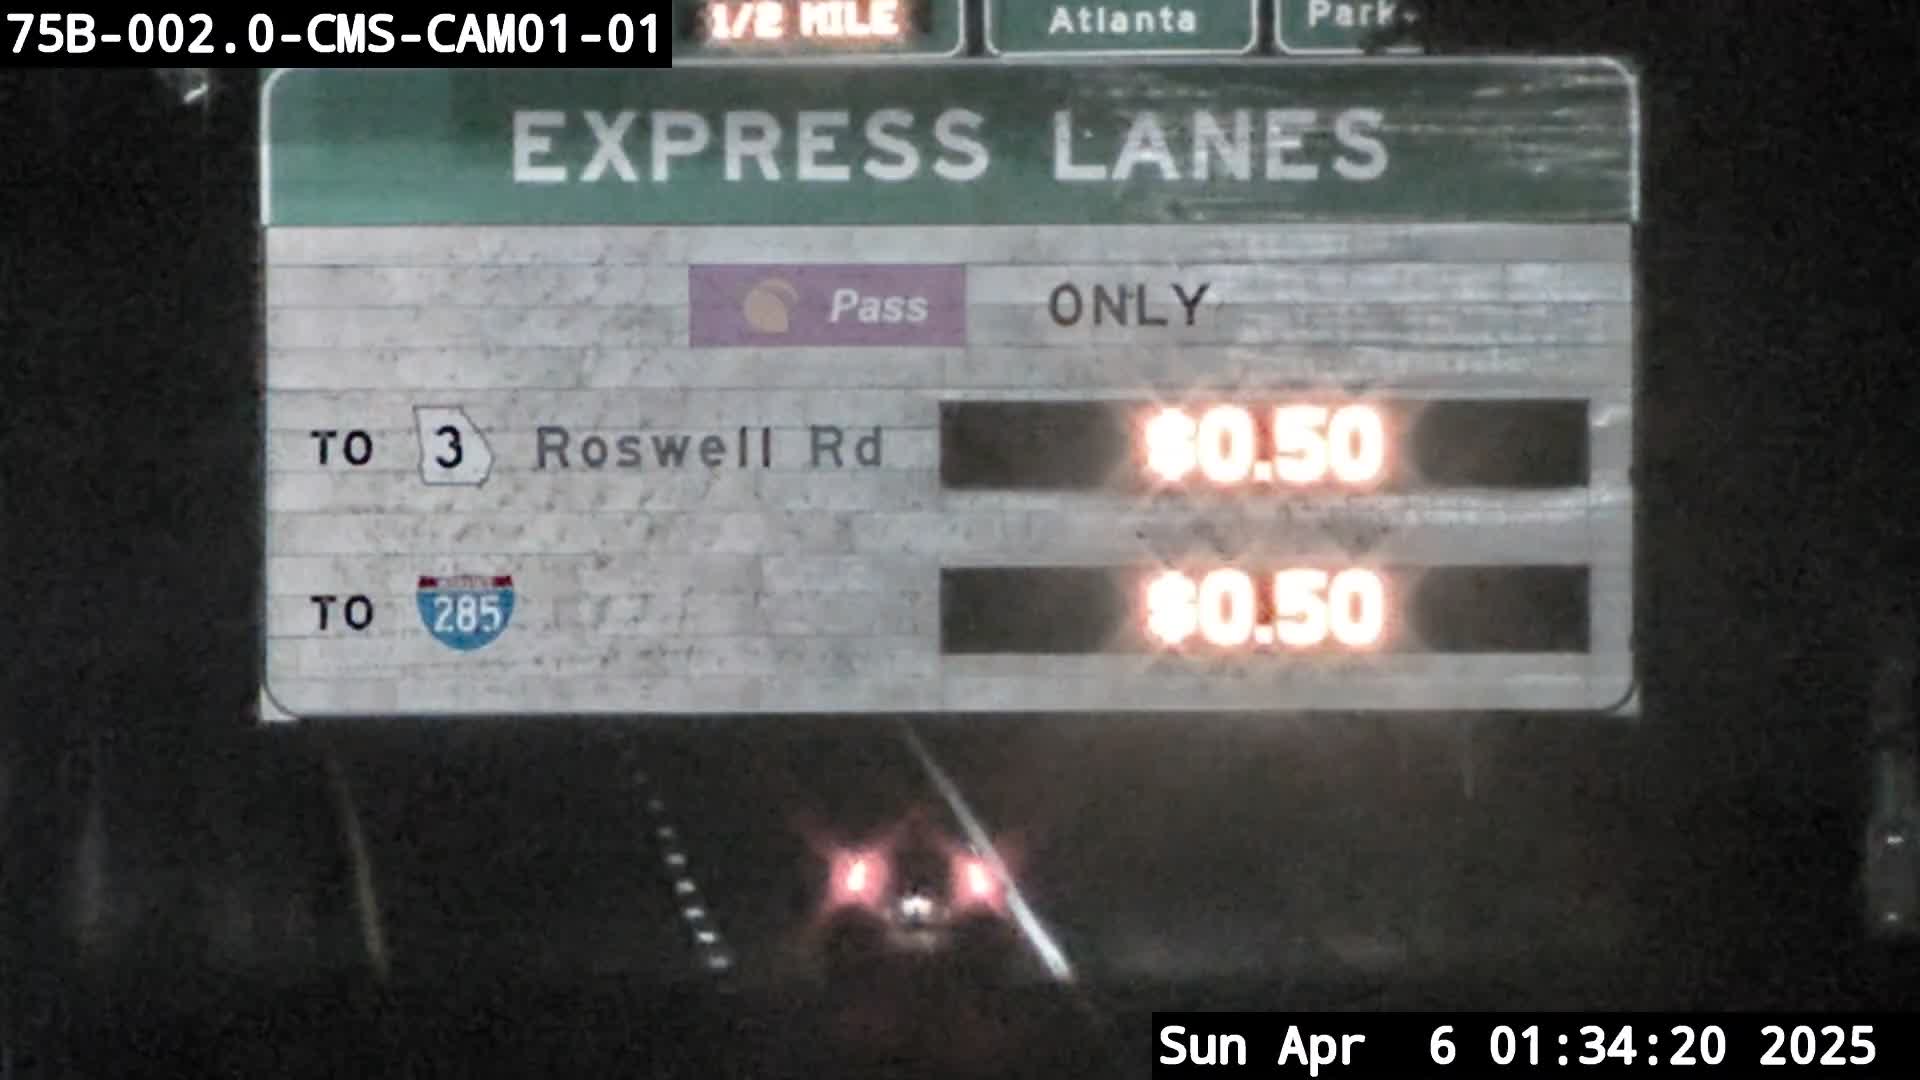 75B-002.0-CMS-CAM01-01
1/2 MILE
Atlanta
Park
EXPRESS LANES
Pass ONLY
TO 3 Roswell Rd $0.50
TO 285 $0.50
Sun Apr 6 01:34:20 2025